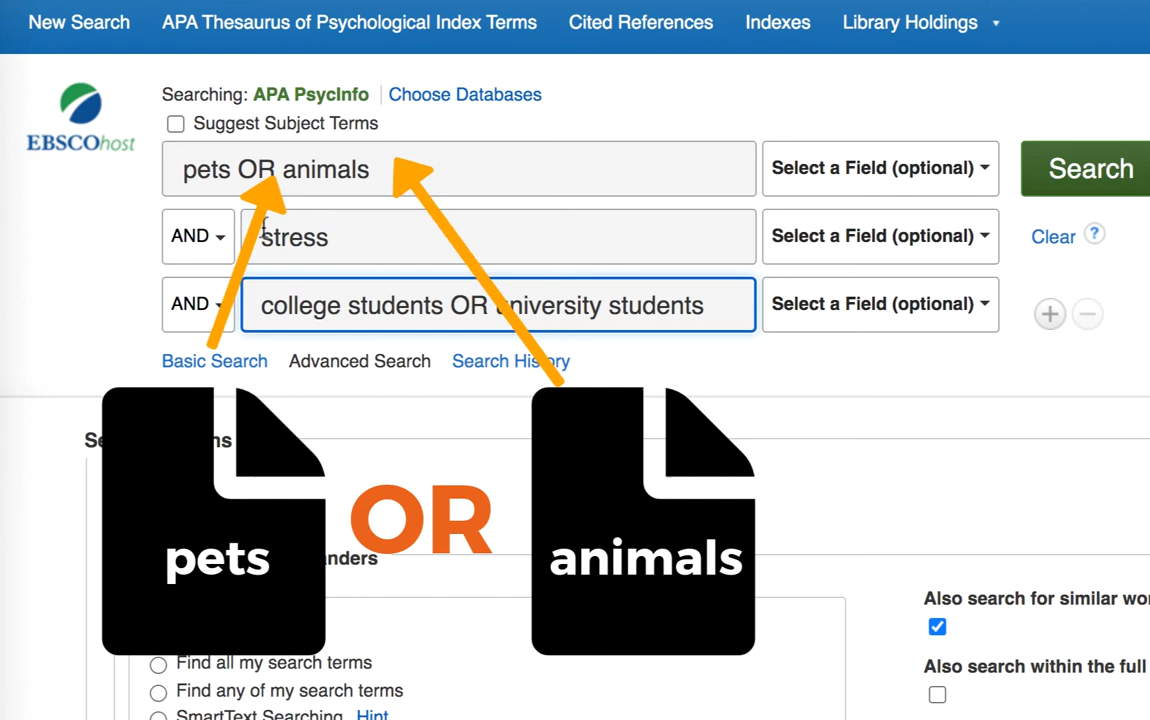 New Search APA Thesaurus of Psychological Index Terms Cited References Indexes Library Holdings
Searching: APA PsycInfo Choose Databases
Suggest Subject Terms
EBSCOhost
pets OR animals Select a Field (optional) Search
AND stress Select a Field (optional) Clear ?
AND college students OR university students Select a Field (optional)
Basic Search Advanced Search Search History
pets OR animals
Also search for similar
Find all my search terms
Also search within the full
Find any of my search terms
SmartText Searching Hint